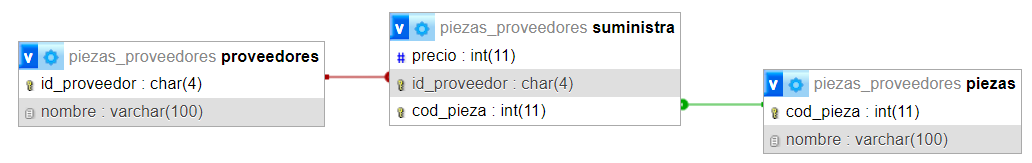 v piezas_proveedores proveedores
id_proveedor : char(4)
nombre : varchar(100)
v piezas_proveedores suministra
# precio : int(11)
id_proveedor : char(4)
cod_pieza : int(11)
v piezas_proveedores piezas
cod_pieza : int(11)
nombre : varchar(100)